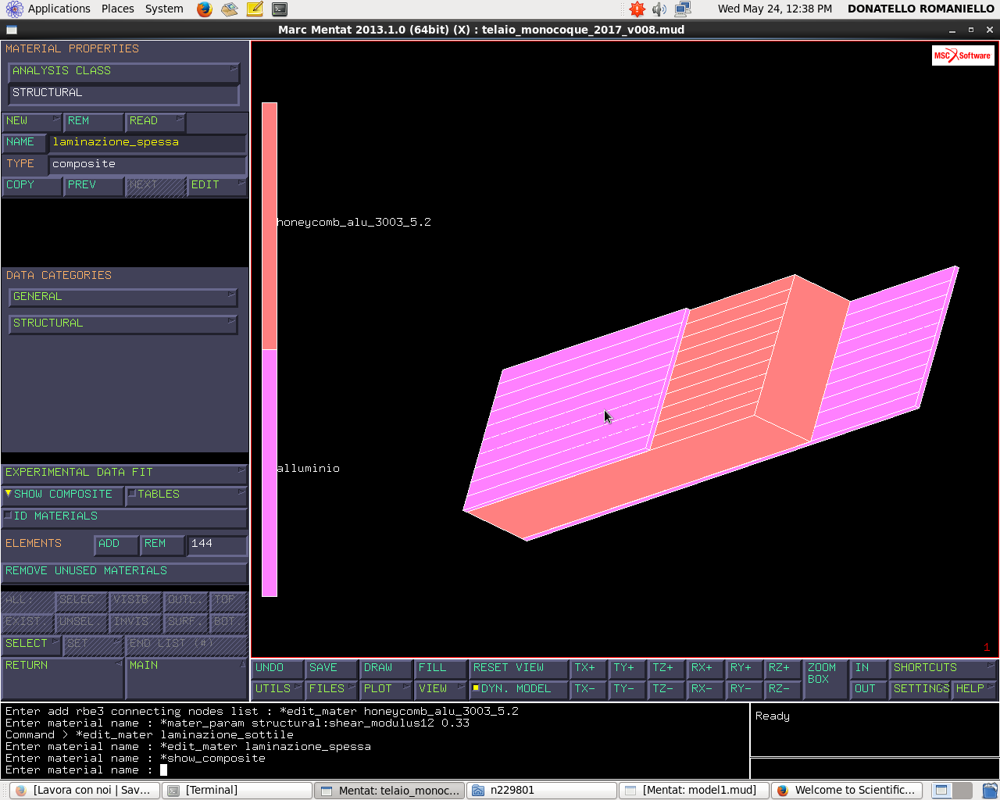 Applications Places System Wed May 24, 12:38 PM DONATELLO ROMANIELLO
Marc Mentat 2013.1.0 (64bit) (X) : telaio_monocoque_2017_v008.mud
MATERIAL PROPERTIES
ANALYSIS CLASS
STRUCTURAL
NEW REM READ
NAME laminazione_spessa
TYPE composite
COPY PREV NEXT EDIT
DATA CATEGORIES
GENERAL
STRUCTURAL
EXPERIMENTAL DATA FIT
SHOW COMPOSITE TABLES
ID MATERIALS
ELEMENTS ADD REM 144
REMOVE UNUSED MATERIALS
ALL: SELEC. VISIB. OUTL. TOP
EXIST. UNSEL. INVIS. SURF. BOT.
SELECT SET END LIST (#)
RETURN MAIN
MSC Software
honeycomb_alu_3003_5.2
alluminio
1
UNDO SAVE DRAW FILL RESET VIEW TX+ TY+ TZ+ RX+ RY+ RZ+ ZOOM BOX IN SHORTCUTS
UTILS FILES PLOT VIEW DYN. MODEL TX- TY- TZ- RX- RY- RZ- OUT SETTINGS HELP
Enter add rbe3 connecting nodes list : *edit_mater honeycomb_alu_3003_5.2
Enter material name : *mater_param structural:shear_modulus12 0.33
Command > *edit_mater laminazione_sottile
Enter material name : *edit_mater laminazione_spessa
Enter material name : *show_composite
Enter material name :
Ready
[Lavora con noi | Sav... [Terminal] Mentat: telaio_monoc... n229801 [Mentat: model1.mud] Welcome to Scientific...